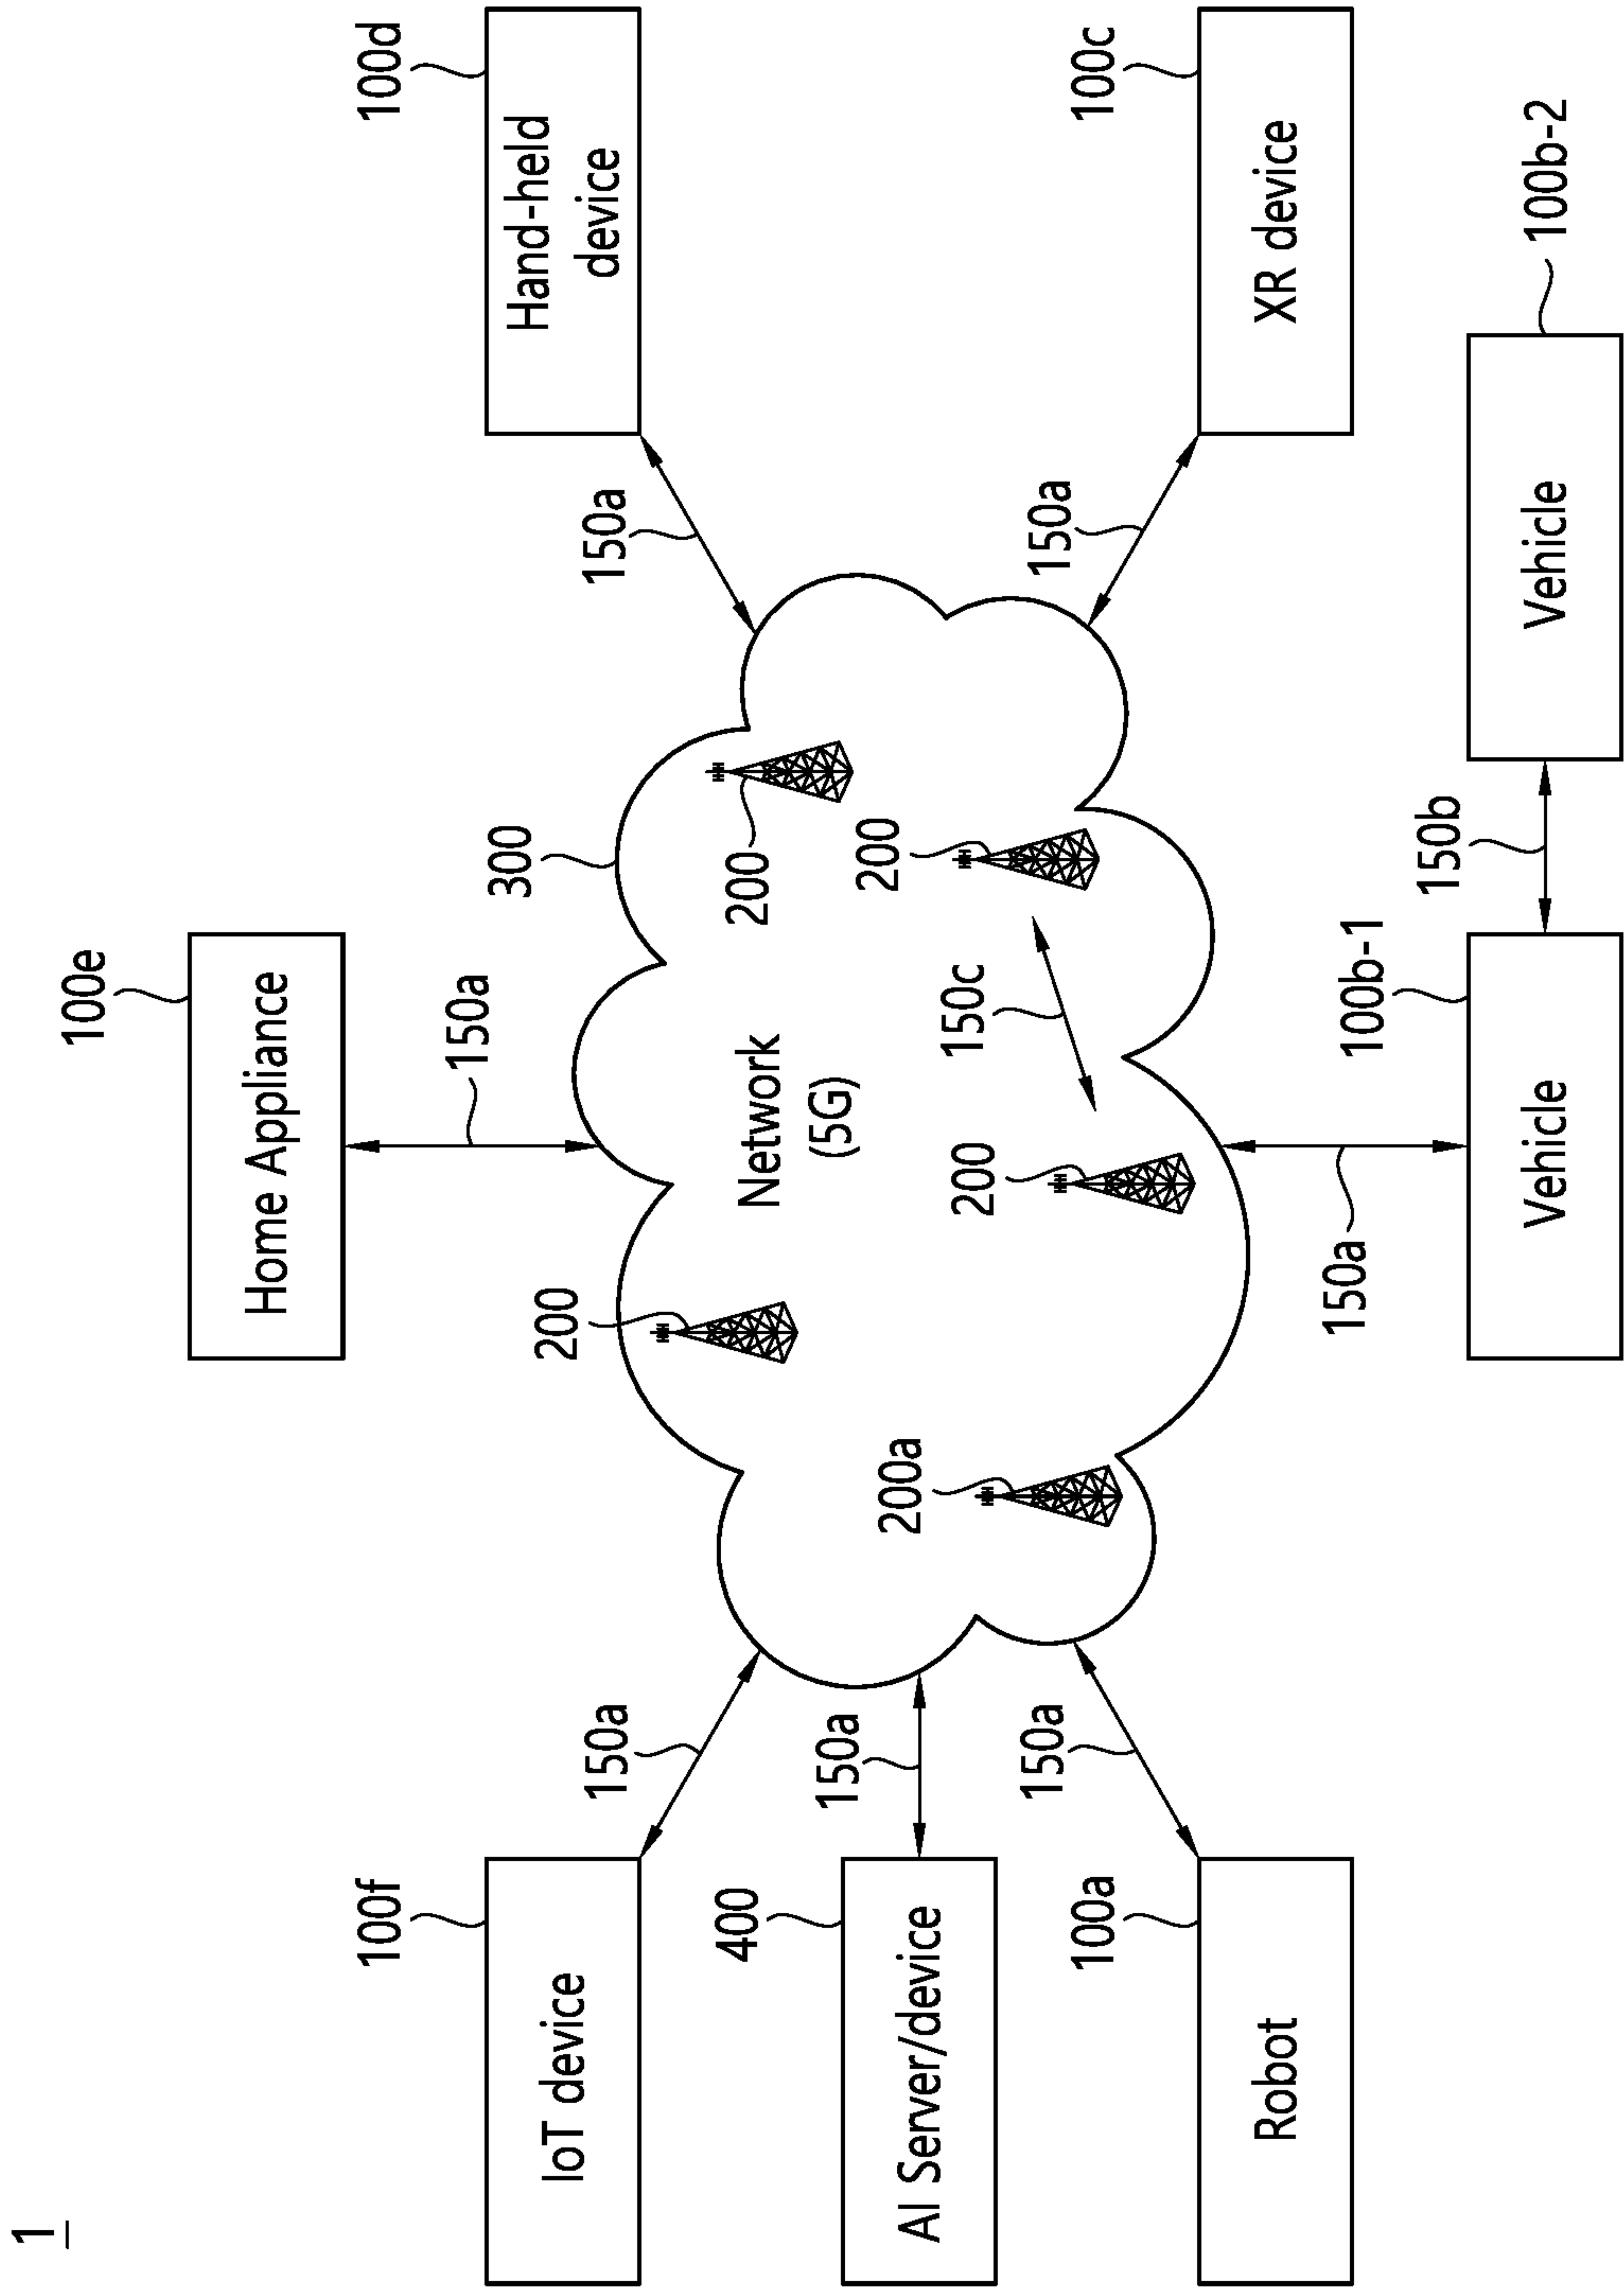 1
100e
Home Appliance
150a
100f
IoT device
150a
300
100d
Hand-held
device
150a
200
200
Network
(5G)
400
AI Server/device
150a
200a
200
150c
200
100a
Robot
150a
150a
100c
XR device
150a
100b-1
Vehicle
150b
Vehicle
100b-2